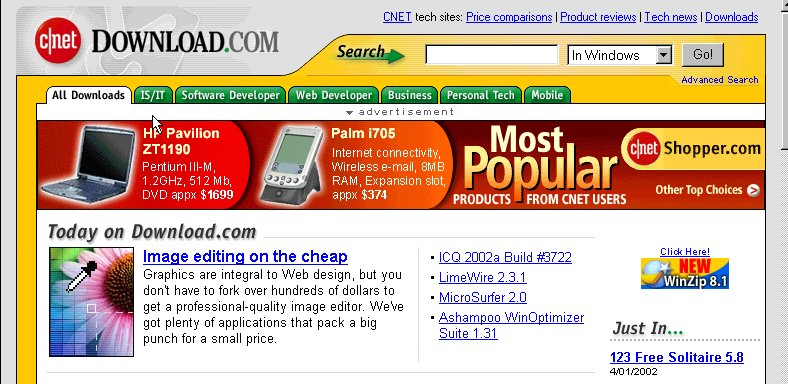 c|net DOWNLOAD.COM
CNET tech sites: Price comparisons | Product reviews | Tech news | Downloads
Search In Windows Go!
Advanced Search
All Downloads IS/IT Software Developer Web Developer Business Personal Tech Mobile
advertisement
HP Pavilion
ZT1190
Pentium III-M,
1.2GHz, 512 Mb,
DVD appx $1699
Palm i705
Internet connectivity,
Wireless e-mail, 8MB
RAM, Expansion slot,
appx $374
Most
Popular
PRODUCTS FROM CNET USERS
c|net Shopper.com
Other Top Choices
Today on Download.com
Image editing on the cheap
Graphics are integral to Web design, but you
don't have to fork over hundreds of dollars to
get a professional-quality image editor. We've
got plenty of applications that pack a big
punch for a small price.
• ICQ 2002a Build #3722
• LimeWire 2.3.1
• MicroSurfer 2.0
• Ashampoo WinOptimizer
Suite 1.31
Click Here!
NEW
WinZip 8.1
Just In...
123 Free Solitaire 5.8
4/01/2002